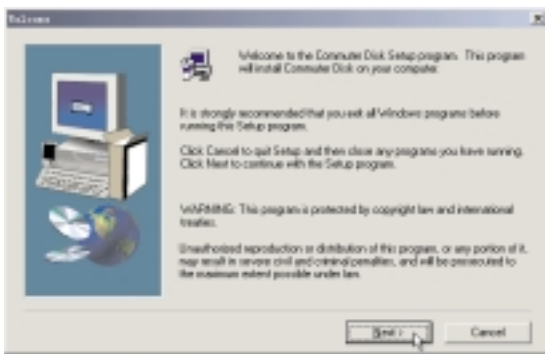 Welcome
Welcome to the Commuter Disk Setup program. This program
will install Commuter Disk on your computer.
It is strongly recommended that you exit all Windows programs before
running this Setup program.
Click Cancel to quit Setup and then close any programs you have running.
Click Next to continue with the Setup program.
WARNING: This program is protected by copyright law and international
treaties.
Unauthorized reproduction or distribution of this program, or any portion of it,
may result in severe civil and criminal penalties, and will be prosecuted to
the maximum extent possible under law.
Next >
Cancel